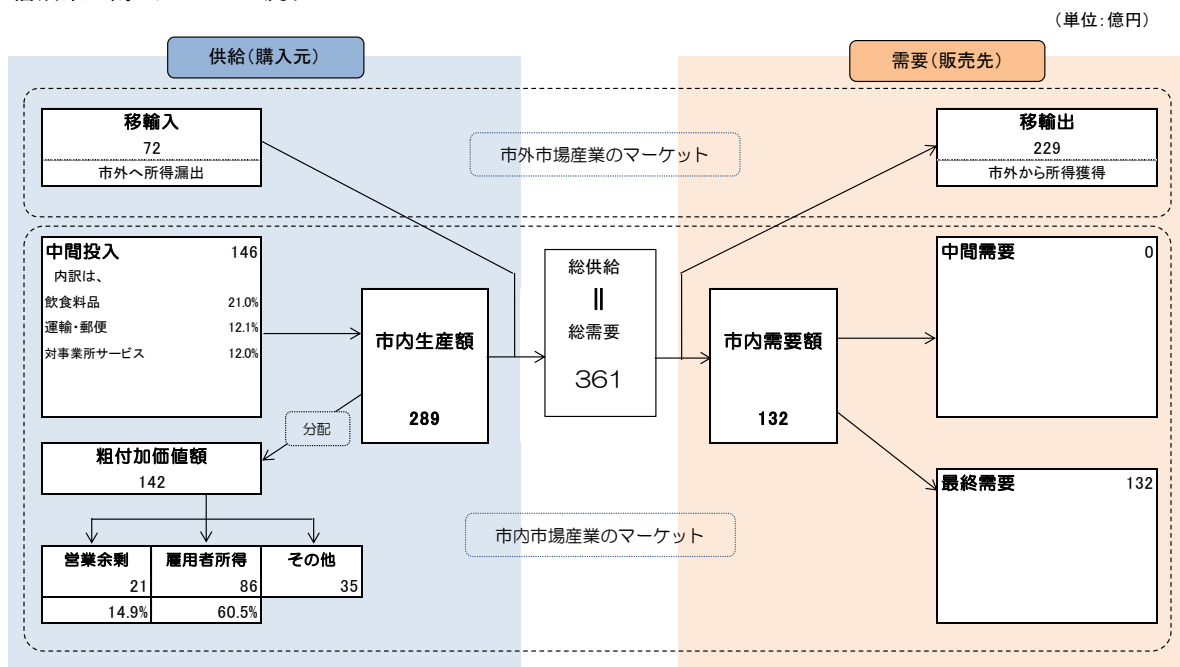 （単位：億円）
供給（購入元）
需要（販売先）
移輸入
72
市外へ所得漏出
市外市場産業のマーケット
移輸出
229
市外から所得獲得
中間投入 146
内訳は、
飲食料品 21.0%
運輸・郵便 12.1%
対事業所サービス 12.0%
市内生産額
289
総供給
＝
総需要
361
市内需要額
132
中間需要 0
分配
粗付加価値額
142
最終需要 132
市内市場産業のマーケット
営業余剰 雇用者所得 その他
21 86 35
14.9% 60.5%